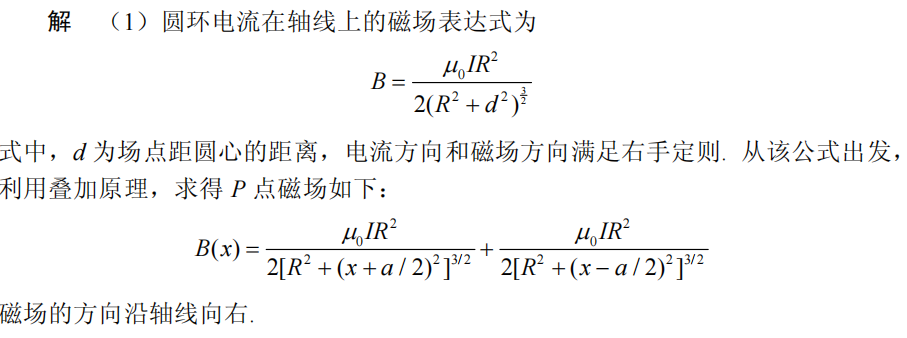 解 (1) 圆环电流在轴线上的磁场表达式为
$$B=\frac{\mu_0 IR^2}{2(R^2+d^2)^{\frac{3}{2}}}$$
式中，d 为场点距圆心的距离，电流方向和磁场方向满足右手定则. 从该公式出发，
利用叠加原理，求得 P 点磁场如下：
$$B(x)=\frac{\mu_0 IR^2}{2[R^2+(x+a/2)^2]^{3/2}}+\frac{\mu_0 IR^2}{2[R^2+(x-a/2)^2]^{3/2}}$$
磁场的方向沿轴线向右.